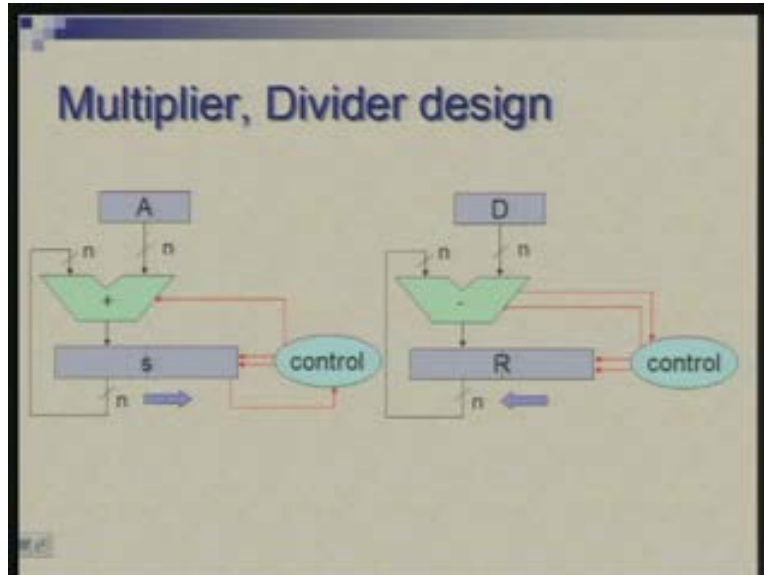 Multiplier, Divider design
A
n
n
+
s
control
n
D
n
n
-
R
control
n